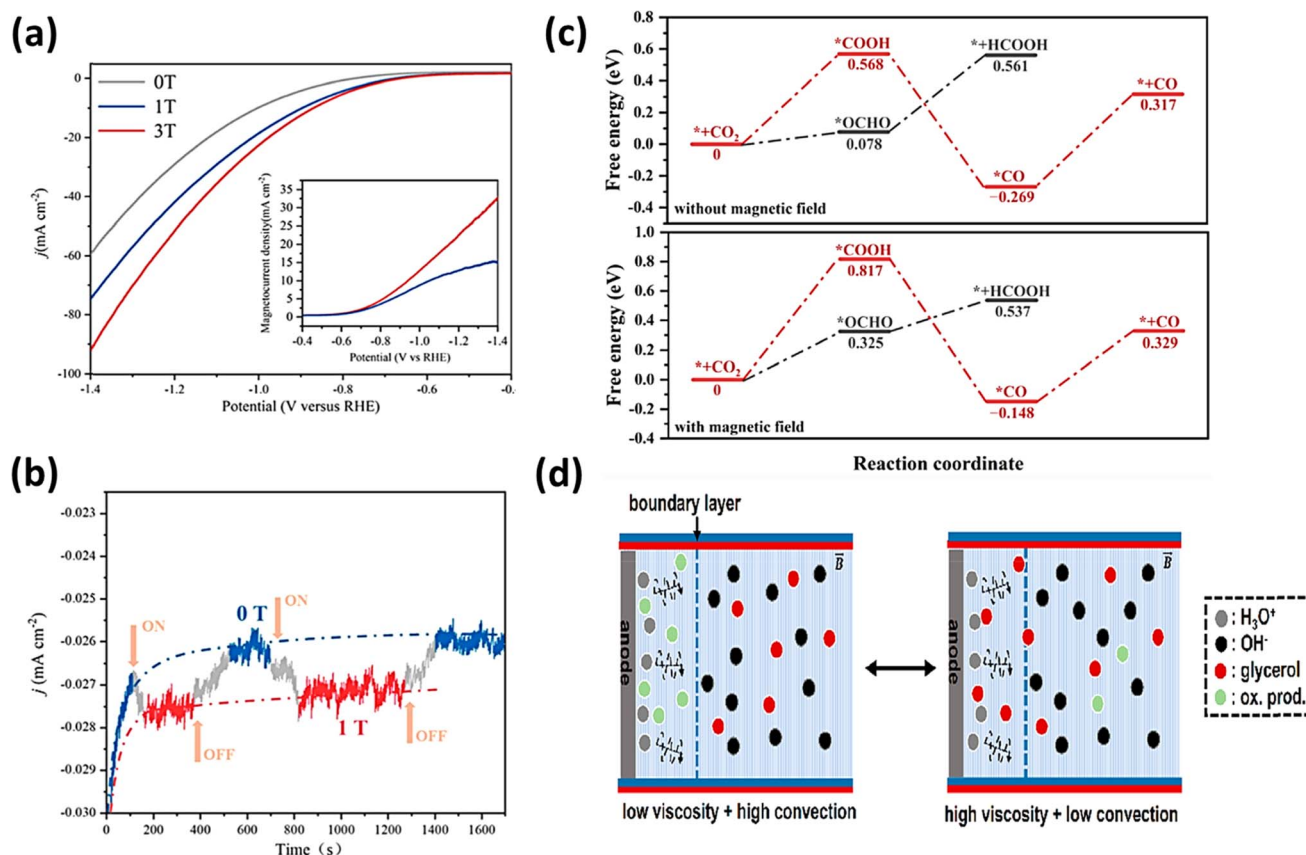 (a)
0T
1T
3T
j(mA cm⁻²)
0
-20
-40
-60
-80
-100
-1.4
-1.2
-1.0
-0.8
-0.6
-0.
Potential (V versus RHE)
Magnetocurrent density(mA cm⁻²)
35
30
25
20
15
10
5
0
-0.4
-0.6
-0.8
-1.0
-1.2
-1.4
Potential (V vs RHE)
(b)
j (mA cm⁻²)
-0.023
-0.024
-0.025
-0.026
-0.027
-0.028
-0.029
-0.030
ON
0 T
ON
OFF
1 T
OFF
0
200
400
600
800
1000
1200
1400
1600
Time (s)
(c)
Free energy (eV)
0.8
0.6
0.4
0.2
0.0
-0.2
-0.4
*+CO₂
0
*COOH
0.568
*OCHO
0.078
*+HCOOH
0.561
*CO
−0.269
*+CO
0.317
without magnetic field
Free energy (eV)
1.0
0.8
0.6
0.4
0.2
0.0
-0.2
-0.4
*+CO₂
0
*COOH
0.817
*OCHO
0.325
*+HCOOH
0.537
*CO
−0.148
*+CO
0.329
with magnetic field
Reaction coordinate
(d)
boundary layer
B
anode
low viscosity + high convection
B
anode
high viscosity + low convection
: H₃O⁺
: OH⁻
: glycerol
: ox. prod.